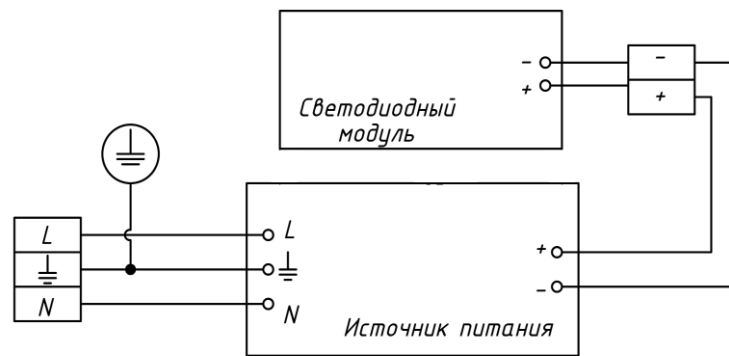 - -
+ +
Светодиодный
модуль
L L
+
N N
-
Источник питания